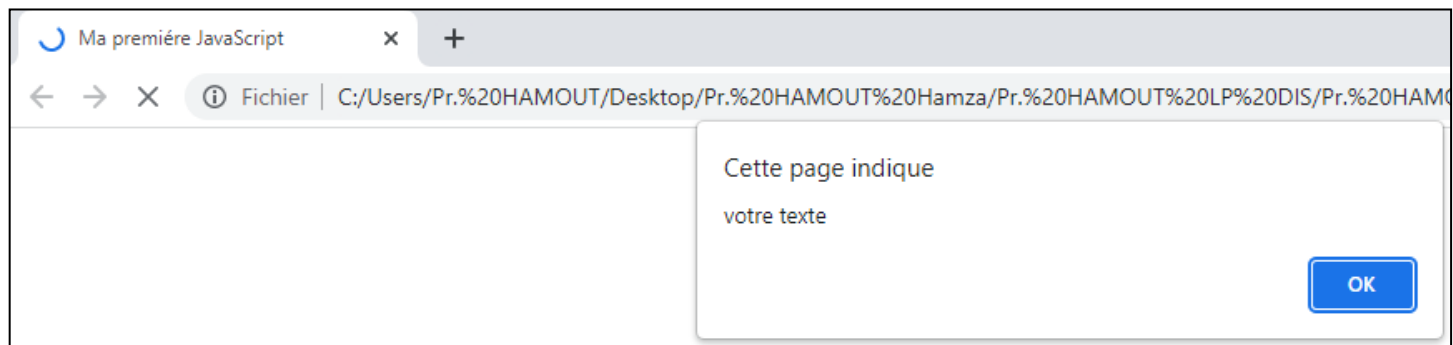 Ma premiére JavaScript
Fichier C:/Users/Pr.%20HAMOUT/Desktop/Pr.%20HAMOUT%20Hamza/Pr.%20HAMOUT%20LP%20DIS/Pr.%20HAMO
Cette page indique
votre texte
OK